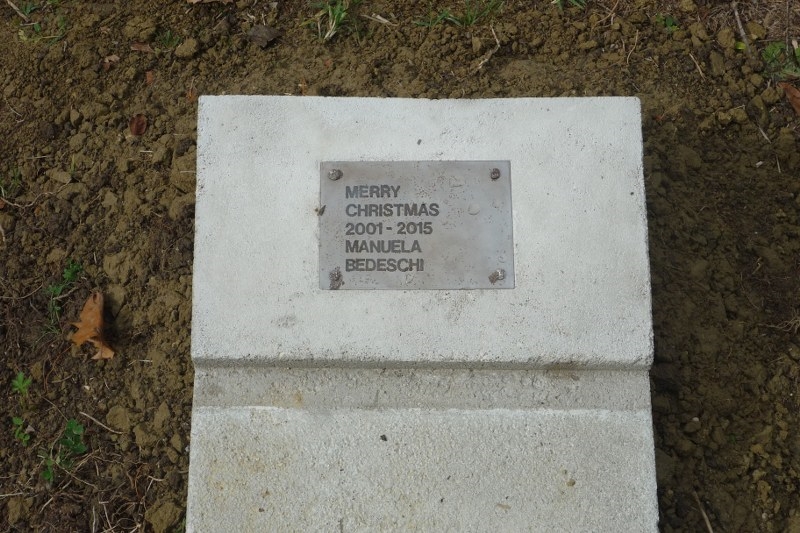 MERRY
CHRISTMAS
2001 - 2015
MANUELA
BEDESCHI